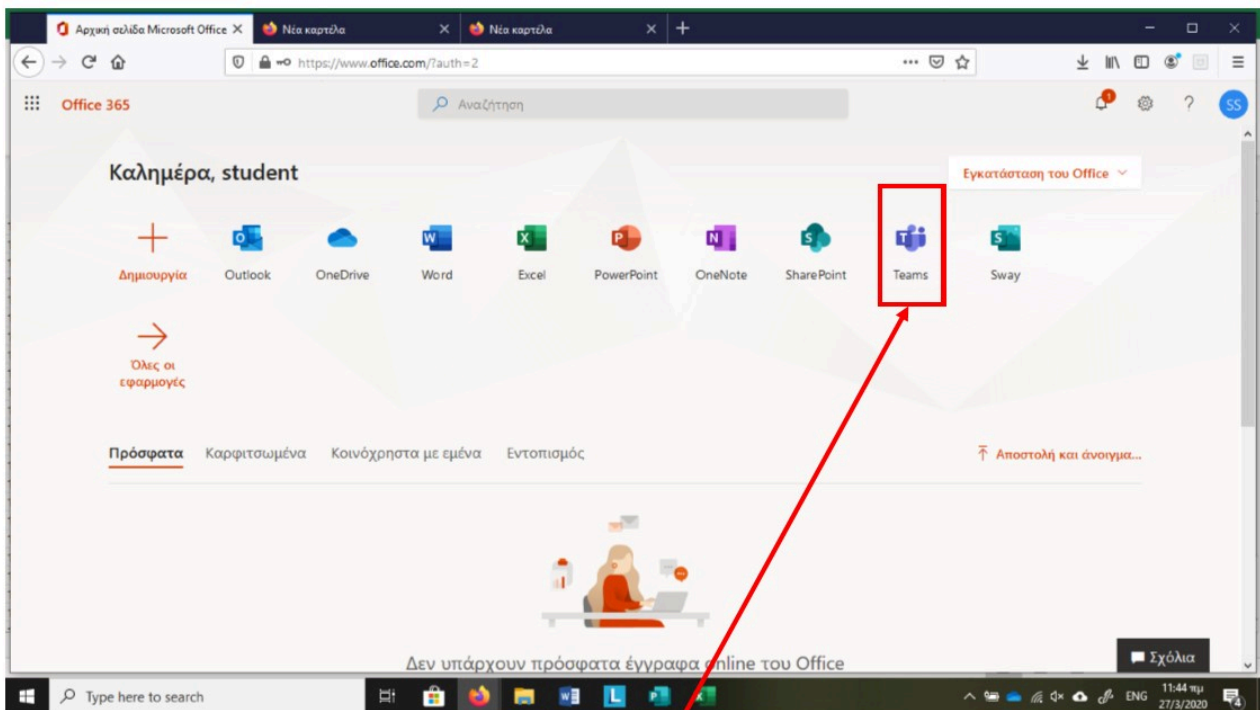 Αρχική σελίδα Microsoft Office
Νέα καρτέλα
Νέα καρτέλα
https://www.office.com/?auth=2
Office 365
Αναζήτηση
1
?
SS
Καλημέρα, student
Εγκατάσταση του Office
Δημιουργία
Outlook
OneDrive
Word
Excel
PowerPoint
OneNote
SharePoint
Teams
Sway
Όλες οι
εφαρμογές
Πρόσφατα Καρφιτσωμένα Κοινόχρηστα με εμένα Εντοπισμός
Αποστολή και άνοιγμα...
Δεν υπάρχουν πρόσφατα έγγραφα online του Office
Σχόλια
Type here to search
ENG
11:44 πμ
27/3/2020
4